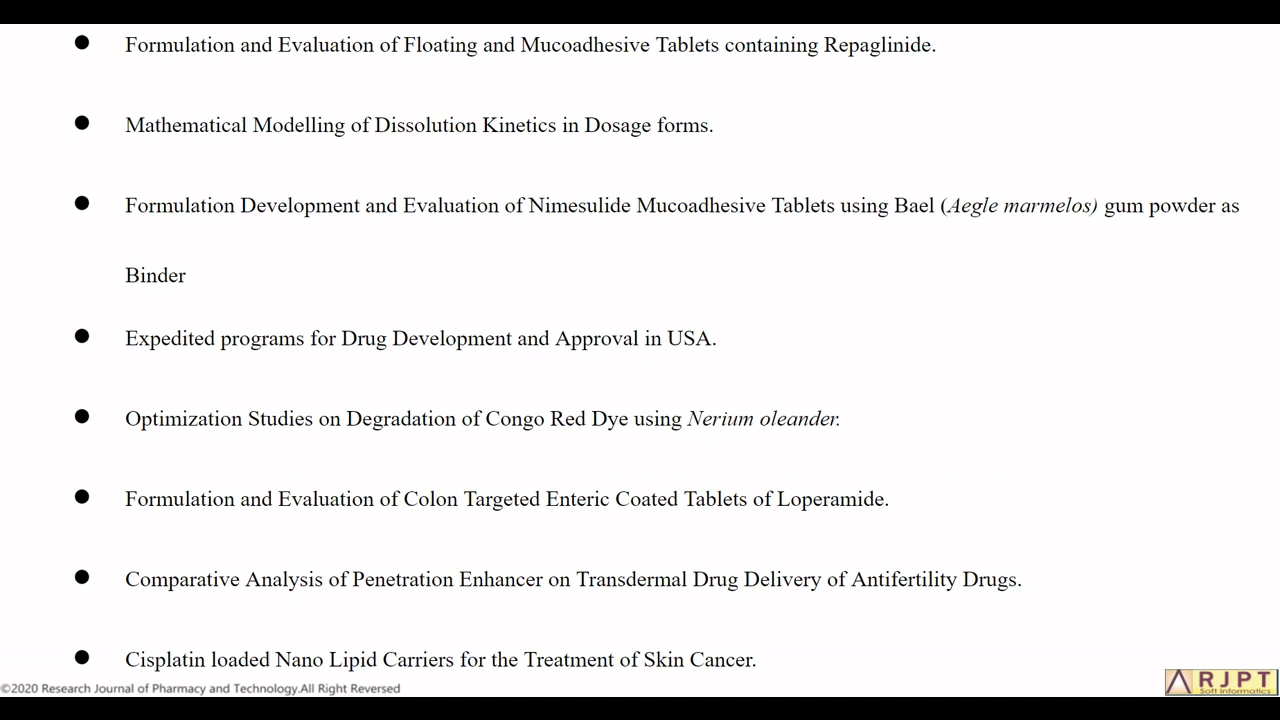 ● Formulation and Evaluation of Floating and Mucoadhesive Tablets containing Repaglinide.
● Mathematical Modelling of Dissolution Kinetics in Dosage forms.
● Formulation Development and Evaluation of Nimesulide Mucoadhesive Tablets using Bael (Aegle marmelos) gum powder as
Binder
● Expedited programs for Drug Development and Approval in USA.
● Optimization Studies on Degradation of Congo Red Dye using Nerium oleander.
● Formulation and Evaluation of Colon Targeted Enteric Coated Tablets of Loperamide.
● Comparative Analysis of Penetration Enhancer on Transdermal Drug Delivery of Antifertility Drugs.
● Cisplatin loaded Nano Lipid Carriers for the Treatment of Skin Cancer.
©2020 Research Journal of Pharmacy and Technology.All Right Reversed
RJPT
Soft Informatics